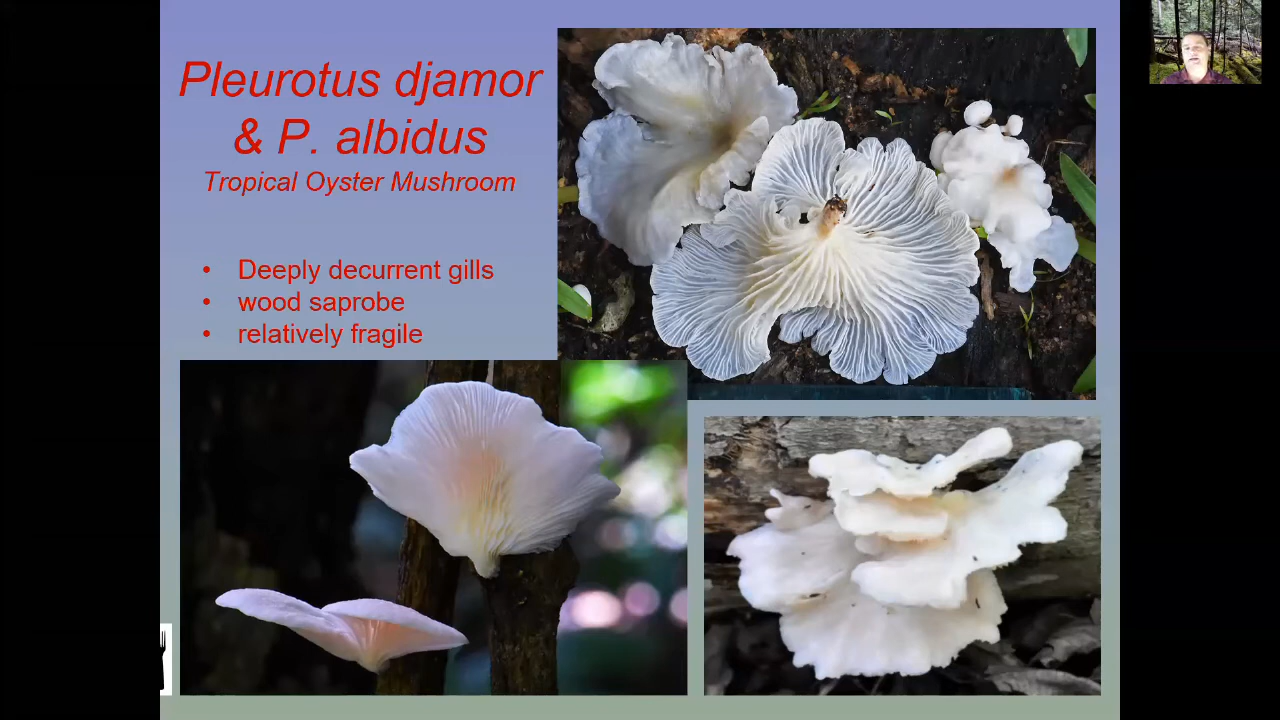 Pleurotus djamor
& P. albidus
Tropical Oyster Mushroom
• Deeply decurrent gills
• wood saprobe
• relatively fragile